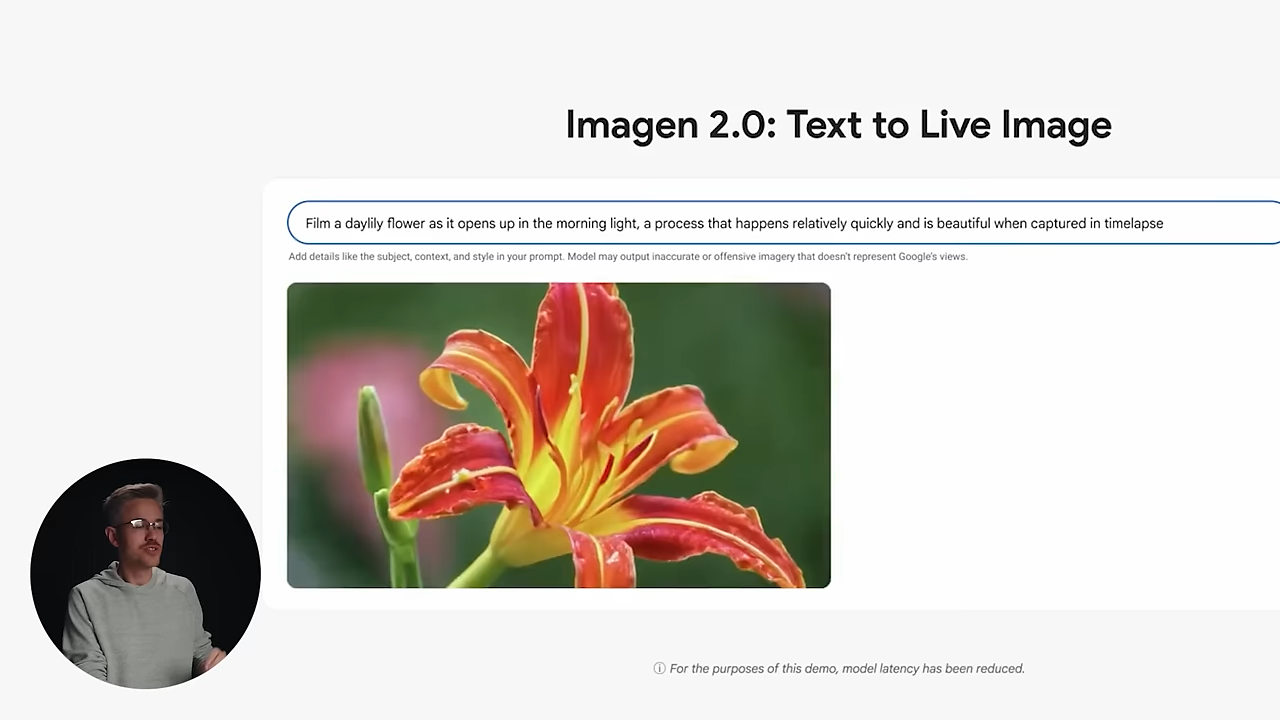 Imagen 2.0: Text to Live Image
Film a daylily flower as it opens up in the morning light, a process that happens relatively quickly and is beautiful when captured in timelapse
Add details like the subject, context, and style in your prompt. Model may output inaccurate or offensive imagery that doesn't represent Google's views.
For the purposes of this demo, model latency has been reduced.